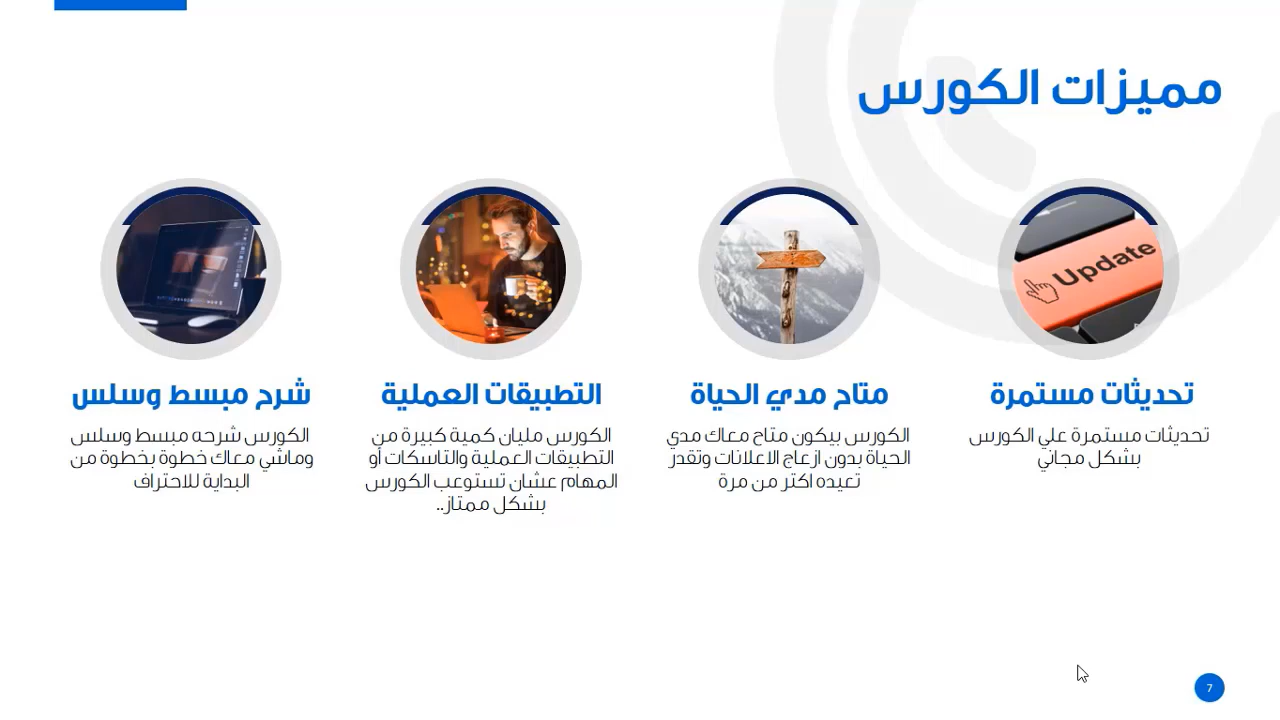 مميزات الكورس
Update
تحديثات مستمرة
تحديثات مستمرة علي الكورس
بشكل مجاني
متاح مدي الحياة
الكورس بيكون متاح معاك مدي
الحياة بدون ازعاج الاعلانات وتقدر
تعيده اكتر من مرة
التطبيقات العملية
الكورس مليان كمية كبيرة من
التطبيقات العملية والتاسكات أو
المهام عشان تستوعب الكورس
بشكل ممتاز..
شرح مبسط وسلس
الكورس شرحه مبسط وسلس
وماشي معاك خطوة بخطوة من
البداية للاحتراف
7